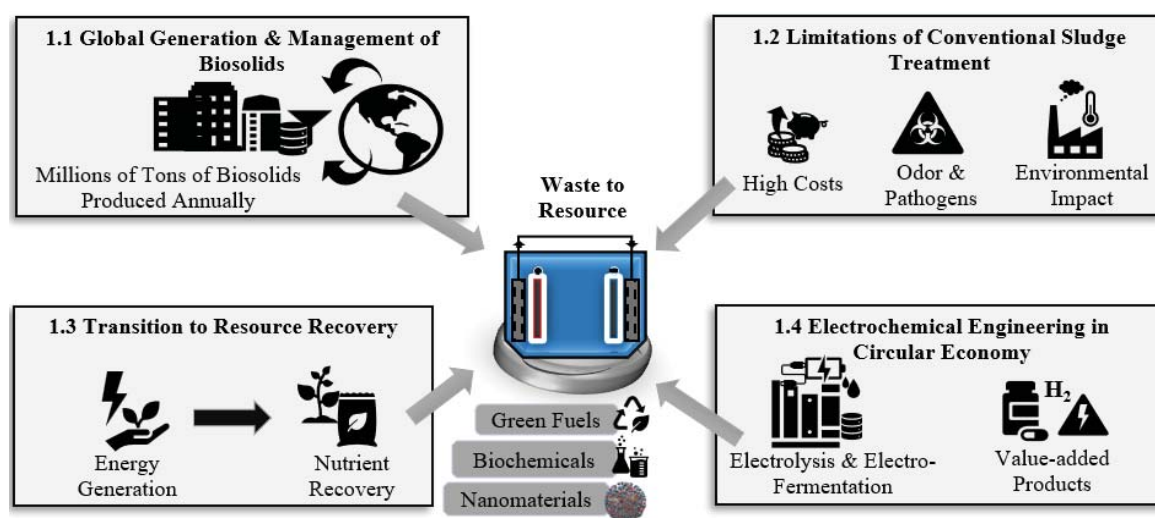 1.1 Global Generation & Management of
Biosolids
Millions of Tons of Biosolids
Produced Annually
1.2 Limitations of Conventional Sludge
Treatment
High Costs
Odor &
Pathogens
Environmental
Impact
Waste to
Resource
1.3 Transition to Resource Recovery
Energy
Generation
Nutrient
Recovery
Green Fuels
Biochemicals
Nanomaterials
1.4 Electrochemical Engineering in
Circular Economy
Electrolysis & Electro-
Fermentation
H2
Value-added
Products